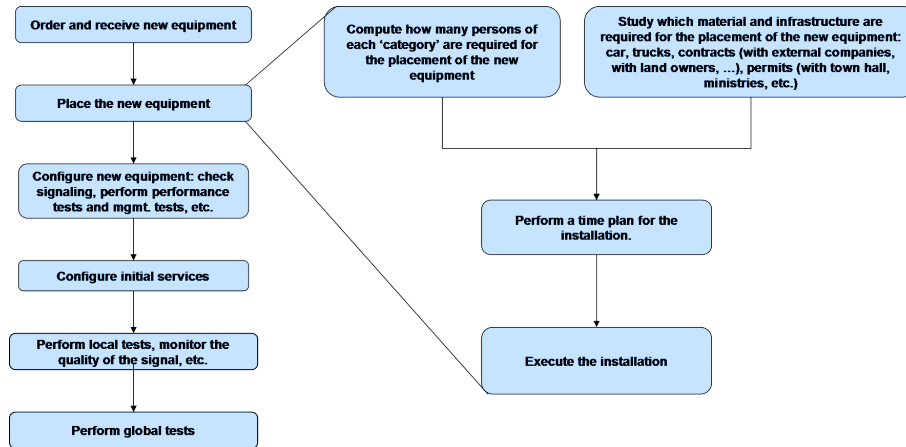 Order and receive new equipment
Place the new equipment
Configure new equipment: check
signaling, perform performance
tests and mgmt. tests, etc.
Configure initial services
Perform local tests, monitor the
quality of the signal, etc.
Perform global tests
Compute how many persons of
each ‘category’ are required for
the placement of the new
equipment
Study which material and infrastructure are
required for the placement of the new equipment:
car, trucks, contracts (with external companies,
with land owners, …), permits (with town hall,
ministries, etc.)
Perform a time plan for the
installation.
Execute the installation